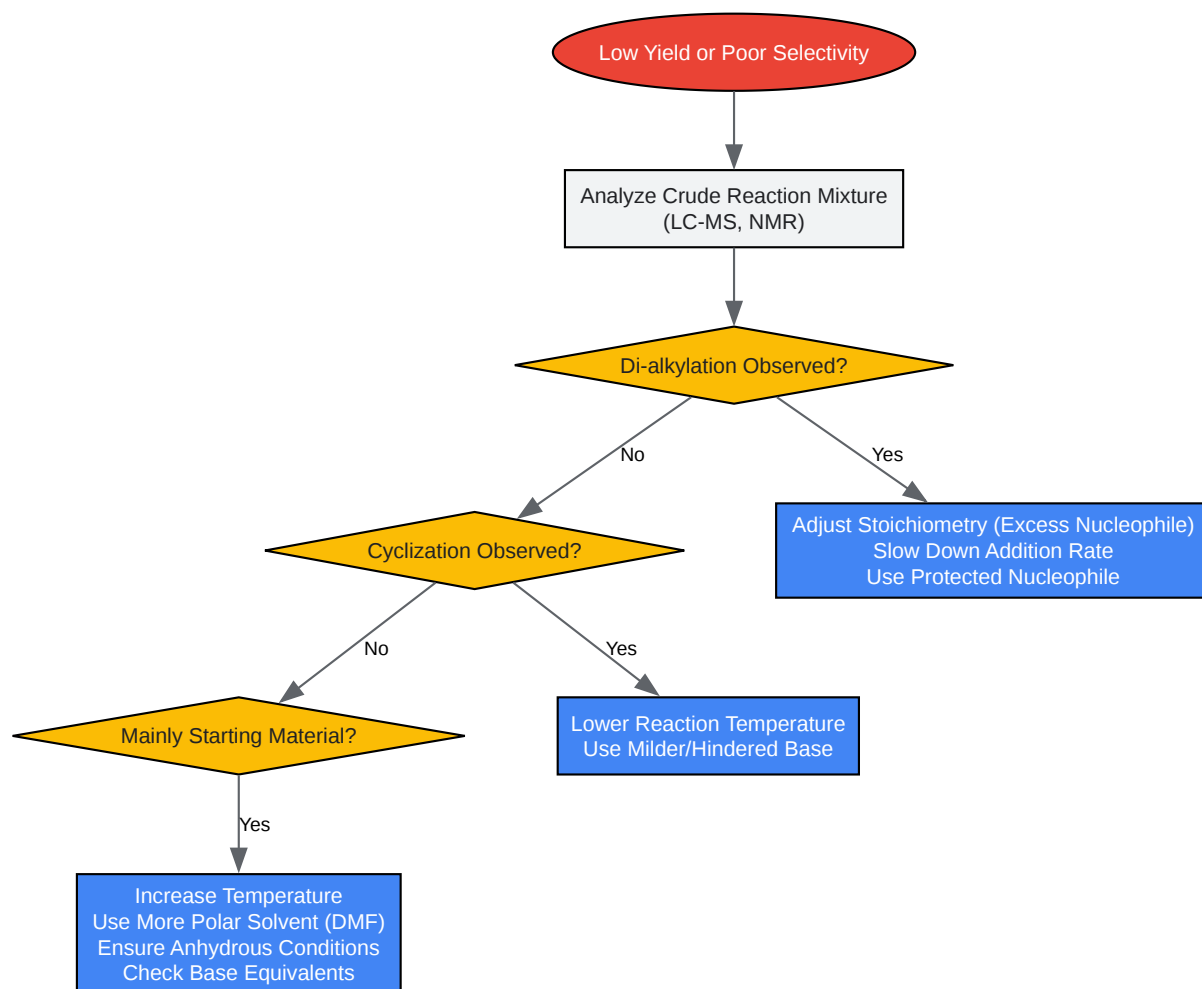 Low Yield or Poor Selectivity
Analyze Crude Reaction Mixture
(LC-MS, NMR)
Di-alkylation Observed?
No
Yes
Adjust Stoichiometry (Excess Nucleophile)
Slow Down Addition Rate
Use Protected Nucleophile
Cyclization Observed?
No
Yes
Lower Reaction Temperature
Use Milder/Hindered Base
Mainly Starting Material?
Yes
Increase Temperature
Use More Polar Solvent (DMF)
Ensure Anhydrous Conditions
Check Base Equivalents